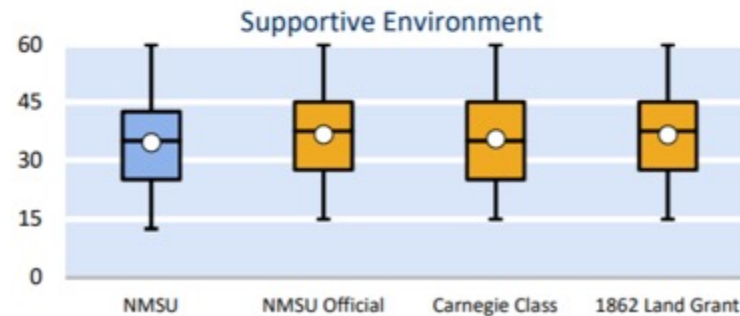 Supportive Environment
60
45
30
15
0
NMSU NMSU Official Carnegie Class 1862 Land Grant